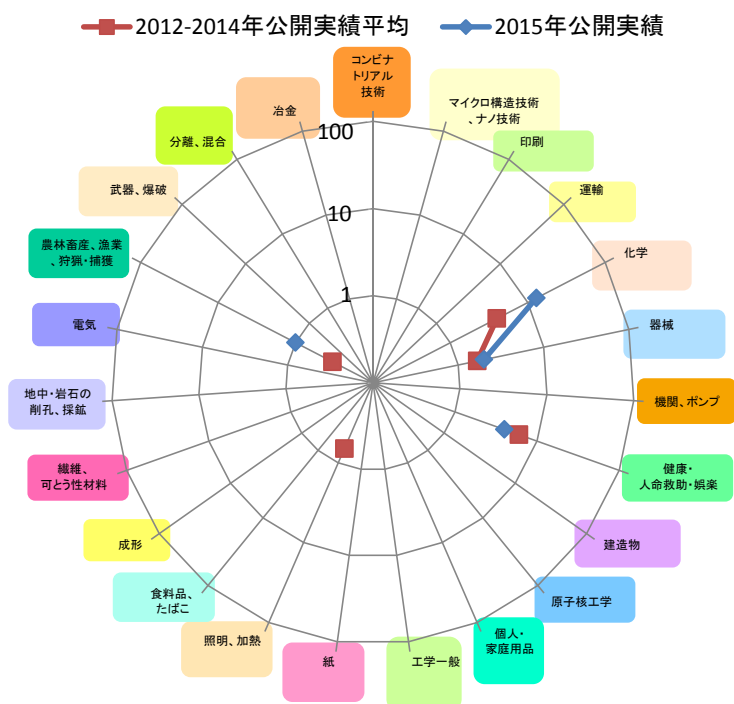 2012-2014年公開実績平均
2015年公開実績
コンビナ
トリアル
技術
マイクロ構造技術
、ナノ技術
印刷
運輸
化学
器械
機関、ポンプ
健康・
人命救助・娯楽
建造物
原子核工学
個人・
家庭用品
工学一般
紙
照明、加熱
食料品、
たばこ
成形
繊維、
可とう性材料
地中・岩石の
削孔、採鉱
電気
農林畜産、漁業
、狩猟・捕獲
武器、爆破
分離、混合
冶金
100
10
1